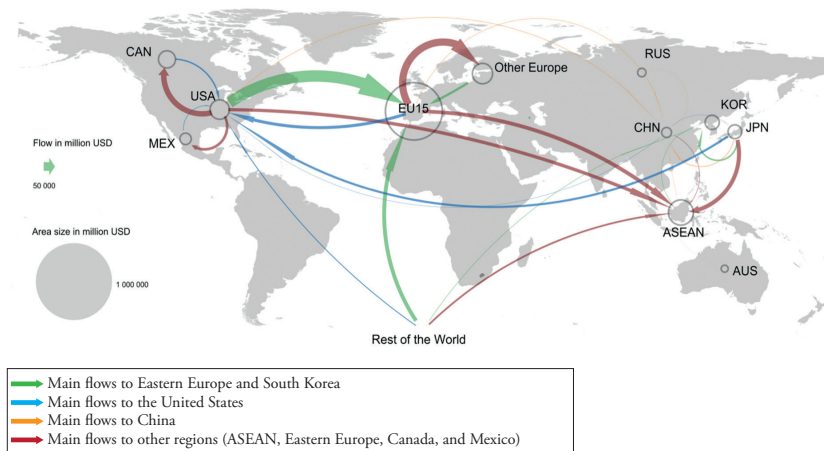 CAN
RUS
Other Europe
USA
EU15
KOR
CHN
JPN
MEX
Flow in million USD
50 000
ASEAN
Area size in million USD
1 000 000
AUS
Rest of the World
Main flows to Eastern Europe and South Korea
Main flows to the United States
Main flows to China
Main flows to other regions (ASEAN, Eastern Europe, Canada, and Mexico)